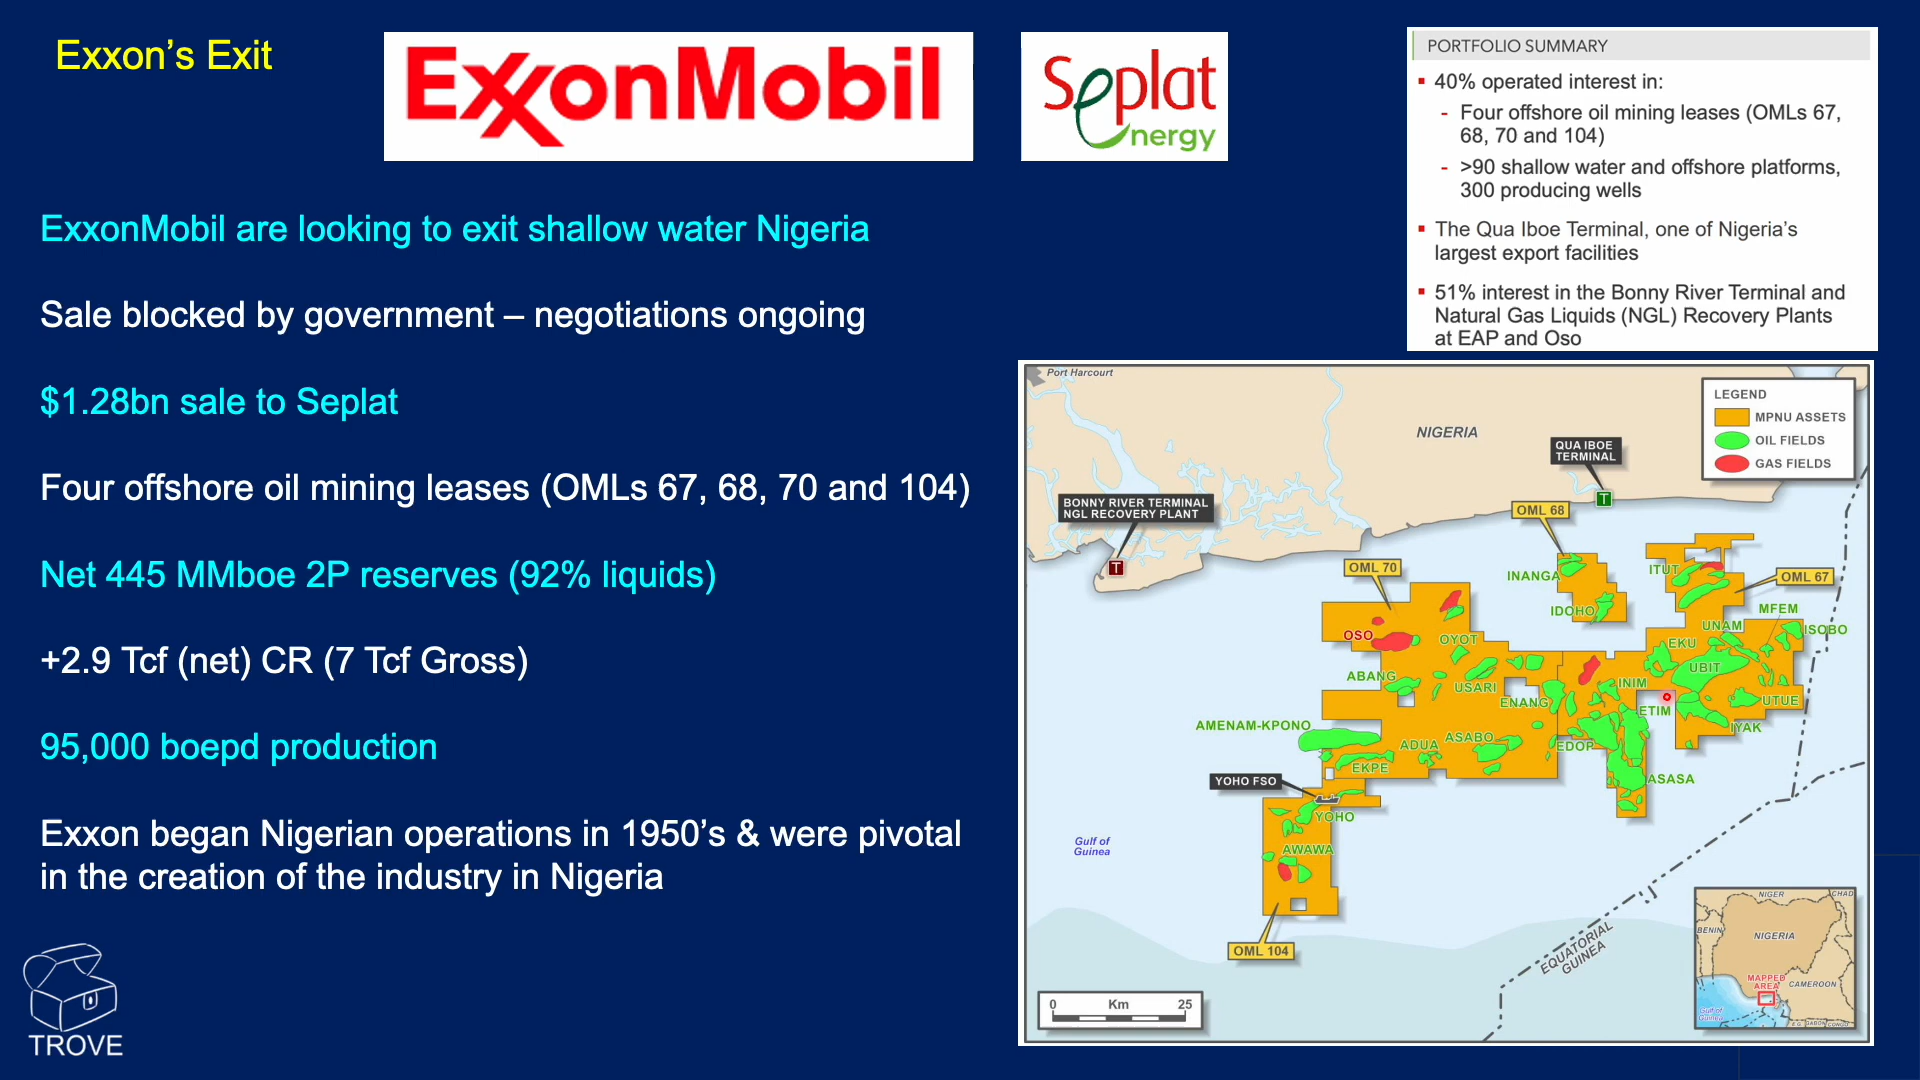 Exxon’s Exit
ExxonMobil
Seplat
energy
ExxonMobil are looking to exit shallow water Nigeria
Sale blocked by government – negotiations ongoing
$1.28bn sale to Seplat
Four offshore oil mining leases (OMLs 67, 68, 70 and 104)
Net 445 MMboe 2P reserves (92% liquids)
+2.9 Tcf (net) CR (7 Tcf Gross)
95,000 boepd production
Exxon began Nigerian operations in 1950’s & were pivotal
in the creation of the industry in Nigeria
TROVE
PORTFOLIO SUMMARY
▪ 40% operated interest in:
- Four offshore oil mining leases (OMLs 67,
68, 70 and 104)
- >90 shallow water and offshore platforms,
300 producing wells
▪ The Qua Iboe Terminal, one of Nigeria’s
largest export facilities
▪ 51% interest in the Bonny River Terminal and
Natural Gas Liquids (NGL) Recovery Plants
at EAP and Oso
Port Harcourt
LEGEND
MPNU ASSETS
OIL FIELDS
GAS FIELDS
NIGERIA
QUA IBOE
TERMINAL
T
BONNY RIVER TERMINAL
NGL RECOVERY PLANT
T
OML 68
OML 70
INANGA
ITUT
OML 67
IDOHO
MFEM
OSO
OYOT
UNAM
ISOBO
EKU
UBIT
ABANG
USARI
INIM
ENANG
ETIM
UTUE
AMENAM-KPONO
IYAK
ADUA
ASABO
EDOP
EKPE
ASASA
YOHO FSO
YOHO
Gulf of
Guinea
AWAWA
OML 104
EQUATORIAL
GUINEA
0 Km 25
NIGER
CHAD
BENIN
NIGERIA
MAPPED
AREA
CAMEROON
Gulf of
Guinea
E.G.
GABON
CONGO